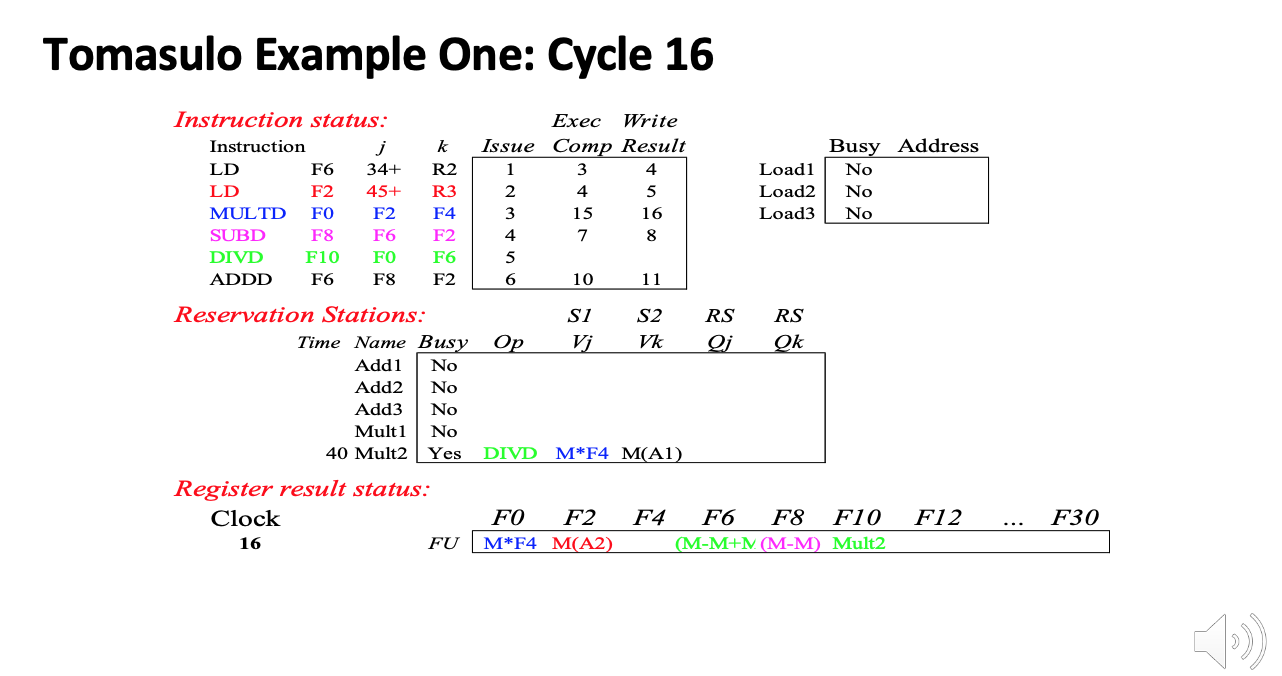 Tomasulo Example One: Cycle 16
Instruction status: Exec Write
Instruction j k Issue Comp Result Busy Address
LD F6 34+ R2 1 3 4 Load1 No
LD F2 45+ R3 2 4 5 Load2 No
MULTD F0 F2 F4 3 15 16 Load3 No
SUBD F8 F6 F2 4 7 8
DIVD F10 F0 F6 5
ADDD F6 F8 F2 6 10 11
Reservation Stations: S1 S2 RS RS
Time Name Busy Op Vj Vk Qj Qk
Add1 No
Add2 No
Add3 No
Mult1 No
40 Mult2 Yes DIVD M*F4 M(A1)
Register result status:
Clock F0 F2 F4 F6 F8 F10 F12 ... F30
16 FU M*F4 M(A2) (M-M+M (M-M) Mult2